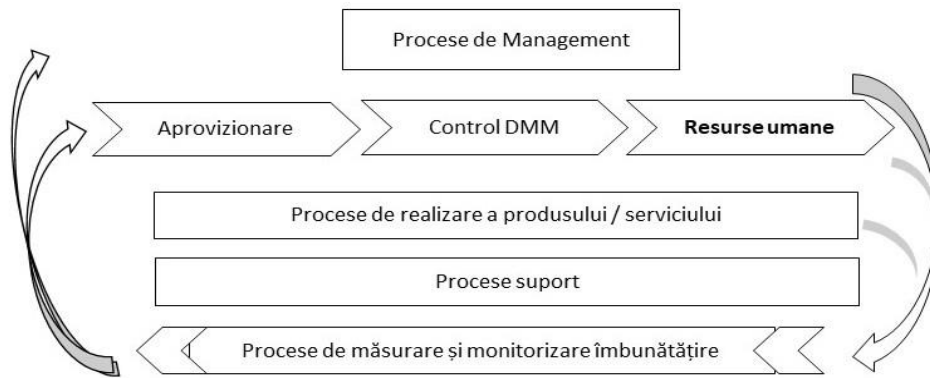 Procese de Management
Aprovizionare
Control DMM
Resurse umane
Procese de realizare a produsului / serviciului
Procese suport
Procese de măsurare și monitorizare îmbunătățire